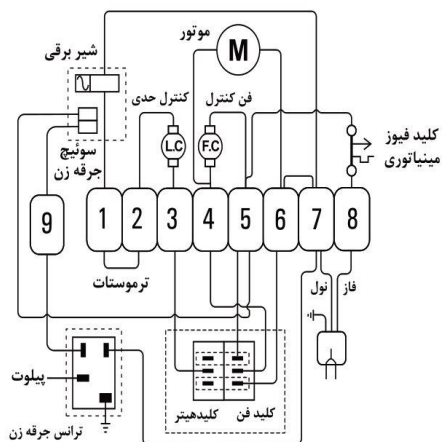 شیر برقی
موتور
M
کنترل حدی
فن کنترل
L.C
F.C
کلید فیوز
مینیاتوری
سوئیچ
جرقه زن
9
1
2
3
4
5
6
7
8
ترموستات
نول
فاز
پیلوت
کلیدهیتر
کلید فن
ترانس جرقه زن